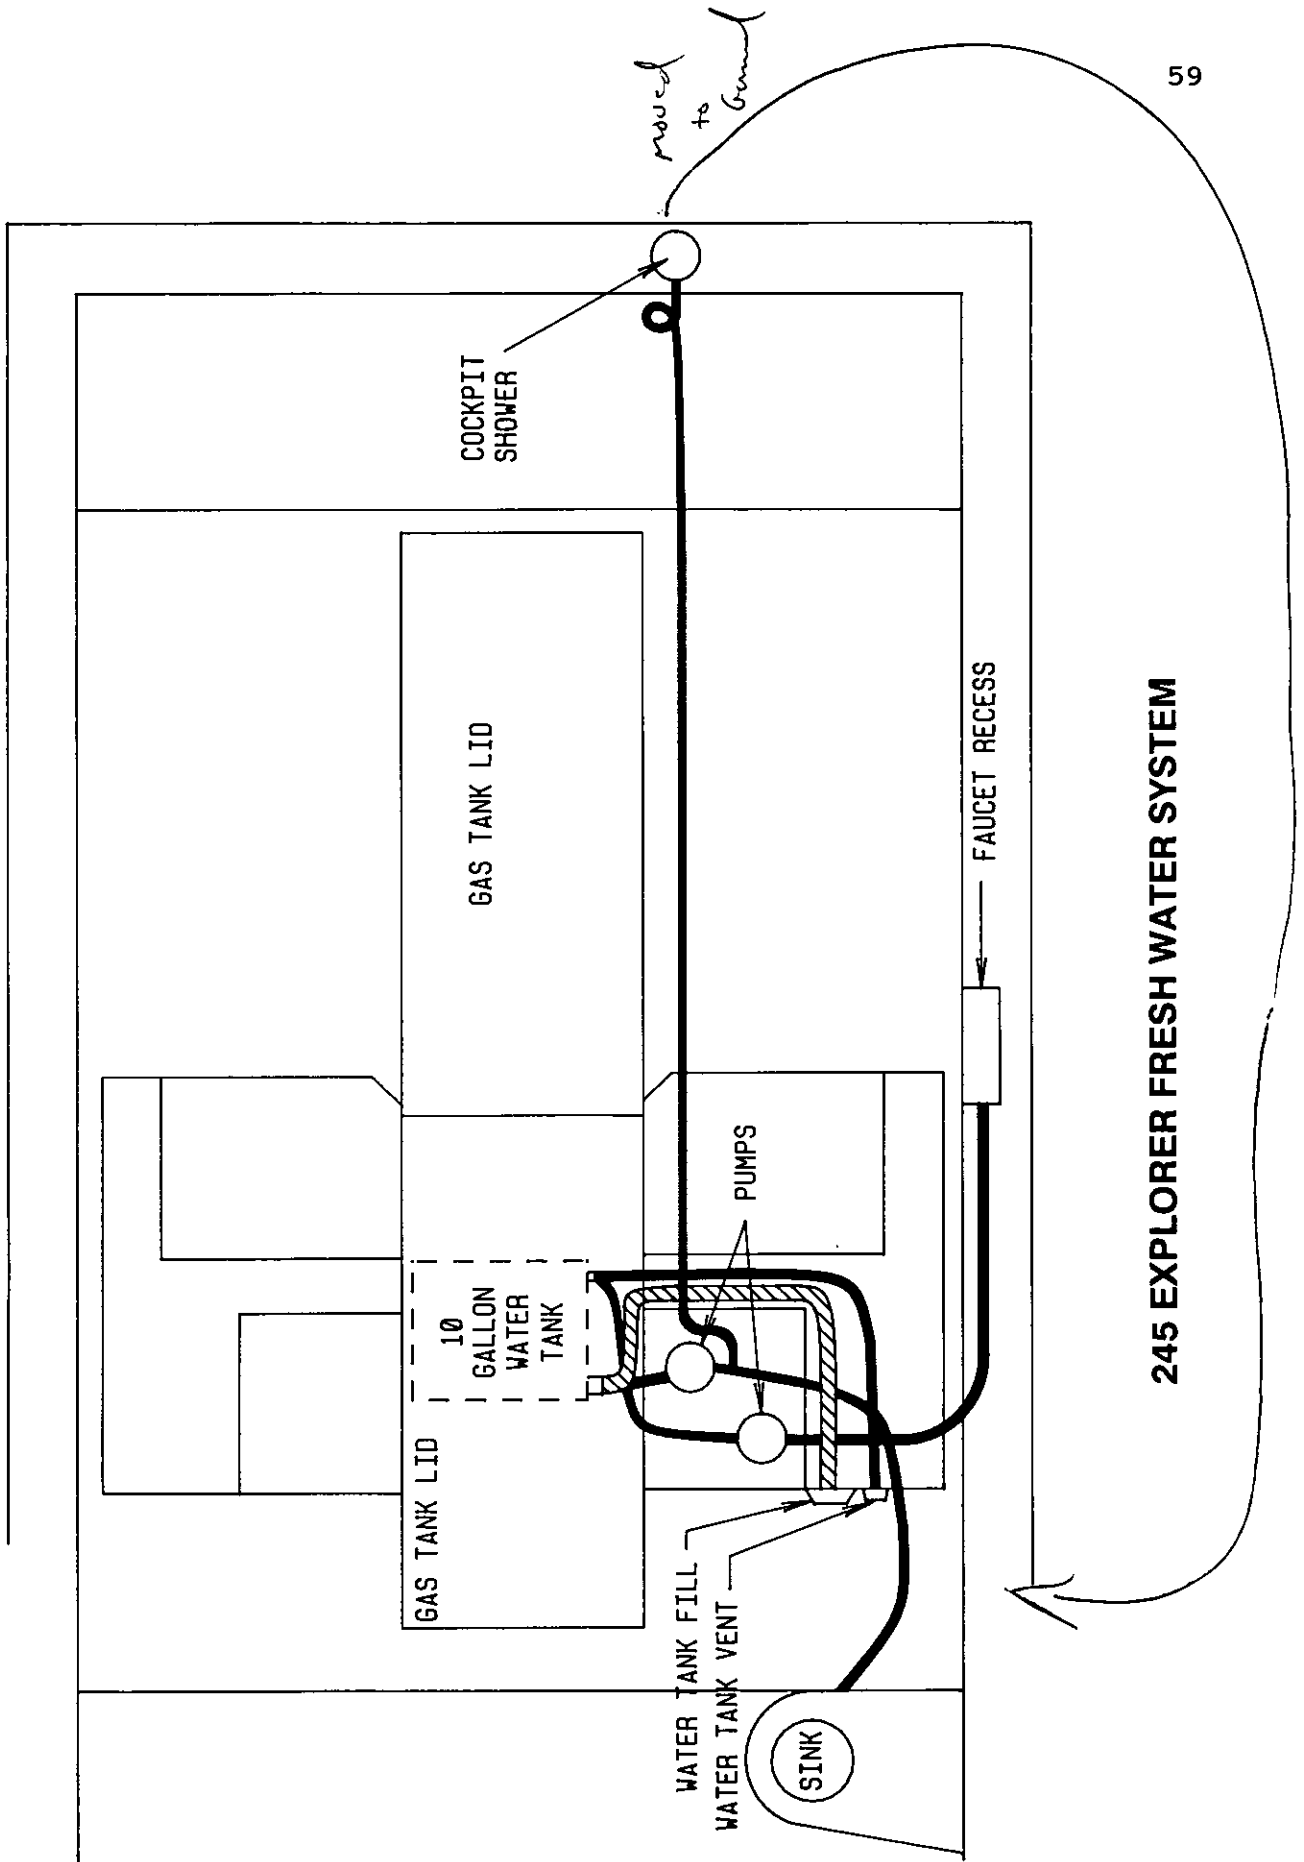 59
moved
to
COCKPIT
SHOWER
GAS TANK LID
FAUCET RECESS
PUMPS
10
GALLON
WATER
TANK
GAS TANK LID
WATER TANK FILL
WATER TANK VENT
SINK
245 EXPLORER FRESH WATER SYSTEM